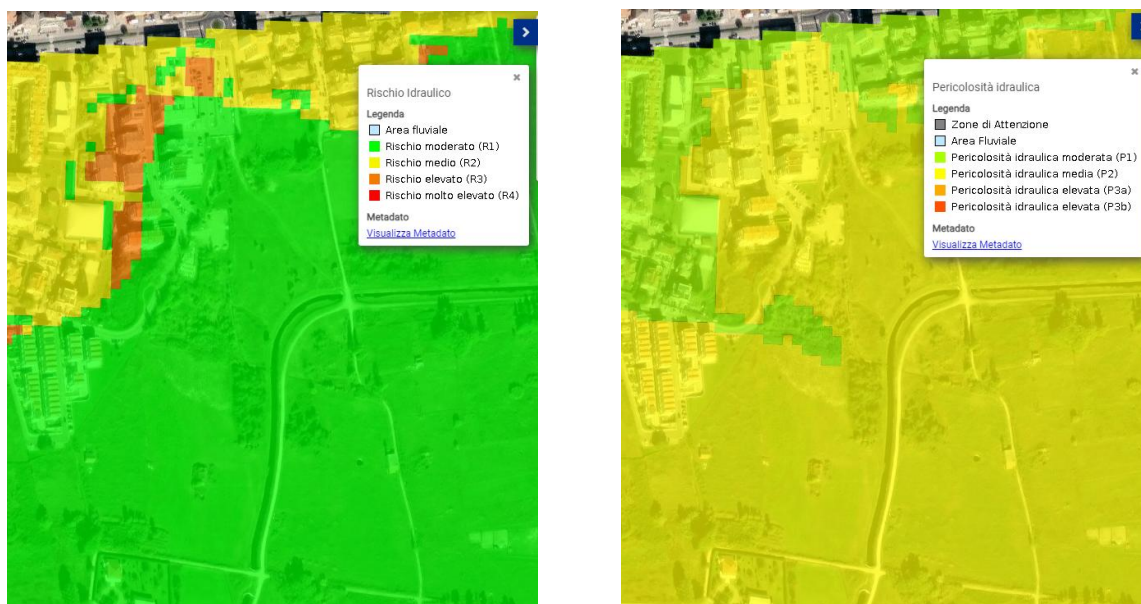 Rischio Idraulico
Legenda
Area fluviale
Rischio moderato (R1)
Rischio medio (R2)
Rischio elevato (R3)
Rischio molto elevato (R4)
Metadato
Visualizza Metadato
Pericolosità idraulica
Legenda
Zone di Attenzione
Area Fluviale
Pericolosità idraulica moderata (P1)
Pericolosità idraulica media (P2)
Pericolosità idraulica elevata (P3a)
Pericolosità idraulica elevata (P3b)
Metadato
Visualizza Metadato